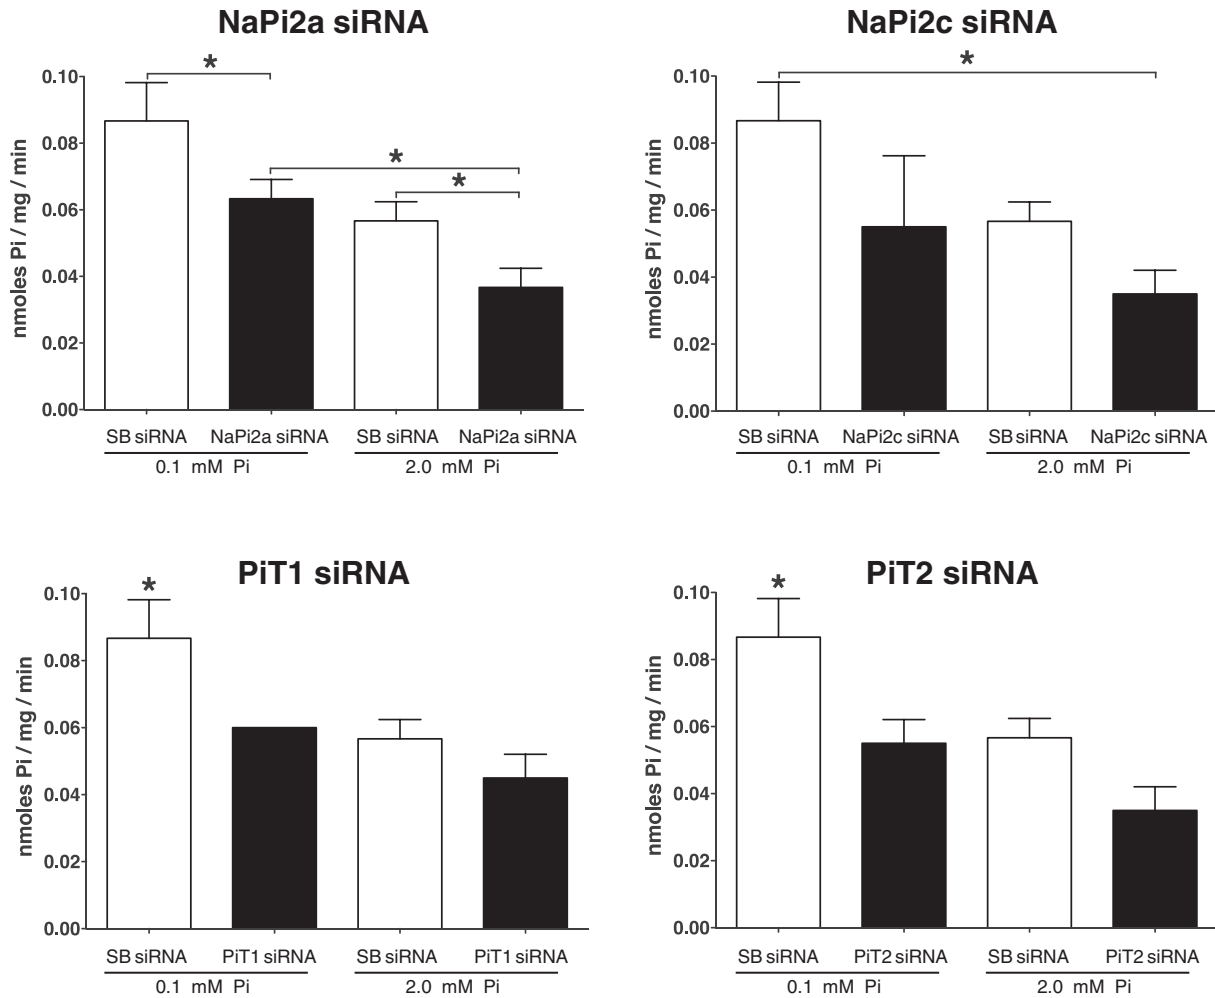 NaPi2a siRNA
nmoles Pi / mg / min
0.10
0.08
0.06
0.04
0.02
0.00
*
*
*
SB siRNA NaPi2a siRNA SB siRNA NaPi2a siRNA
0.1 mM Pi 2.0 mM Pi
NaPi2c siRNA
nmoles Pi / mg / min
0.10
0.08
0.06
0.04
0.02
0.00
*
SB siRNA NaPi2c siRNA SB siRNA NaPi2c siRNA
0.1 mM Pi 2.0 mM Pi
PiT1 siRNA
nmoles Pi / mg / min
0.10
0.08
0.06
0.04
0.02
0.00
*
SB siRNA PiT1 siRNA SB siRNA PiT1 siRNA
0.1 mM Pi 2.0 mM Pi
PiT2 siRNA
nmoles Pi / mg / min
0.10
0.08
0.06
0.04
0.02
0.00
*
SB siRNA PiT2 siRNA SB siRNA PiT2 siRNA
0.1 mM Pi 2.0 mM Pi